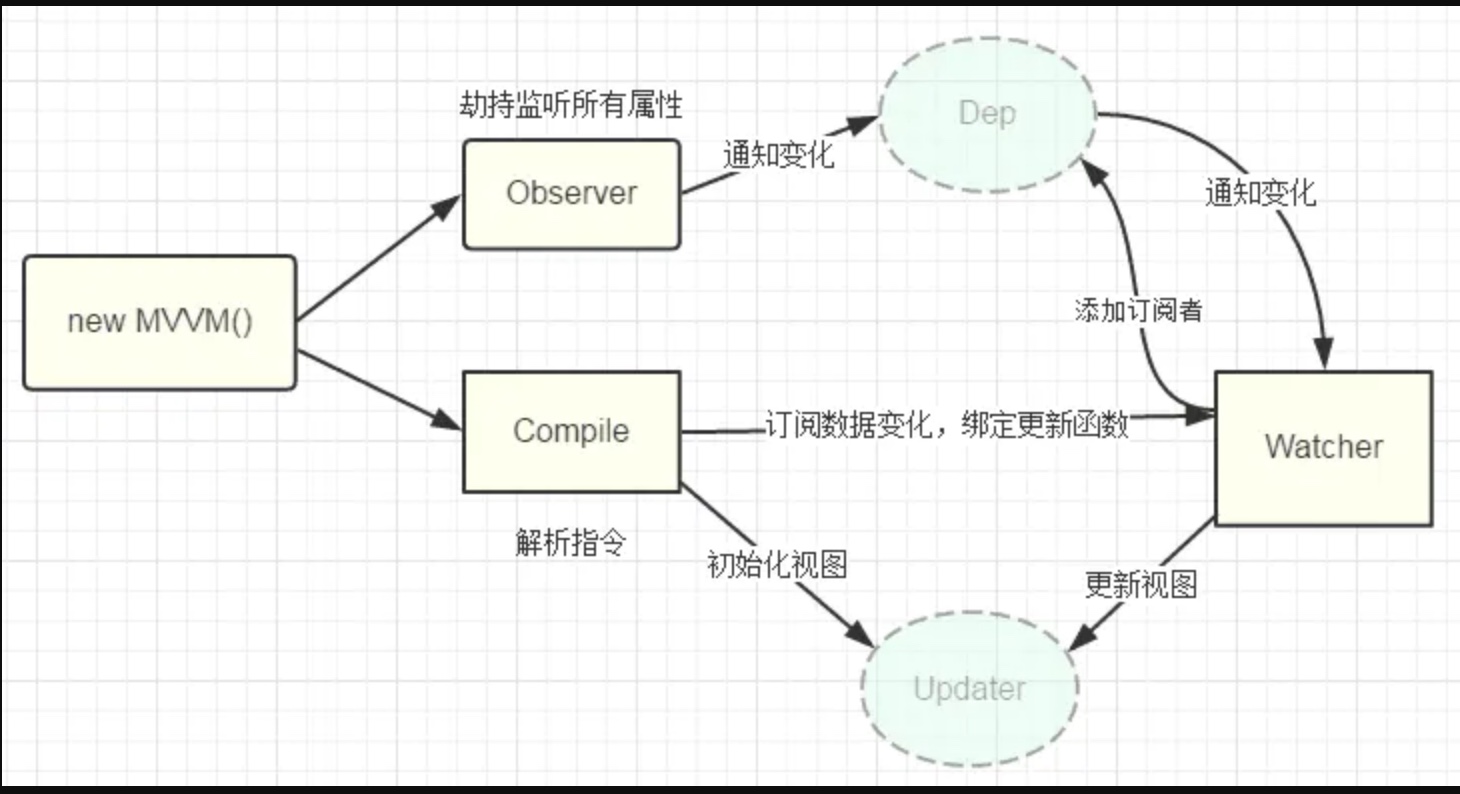 Dep
劫持监听所有属性
通知变化
Observer
通知变化
new MVVM()
添加订阅者
Compile
订阅数据变化，绑定更新函数
Watcher
解析指令
初始化视图
更新视图
Updater